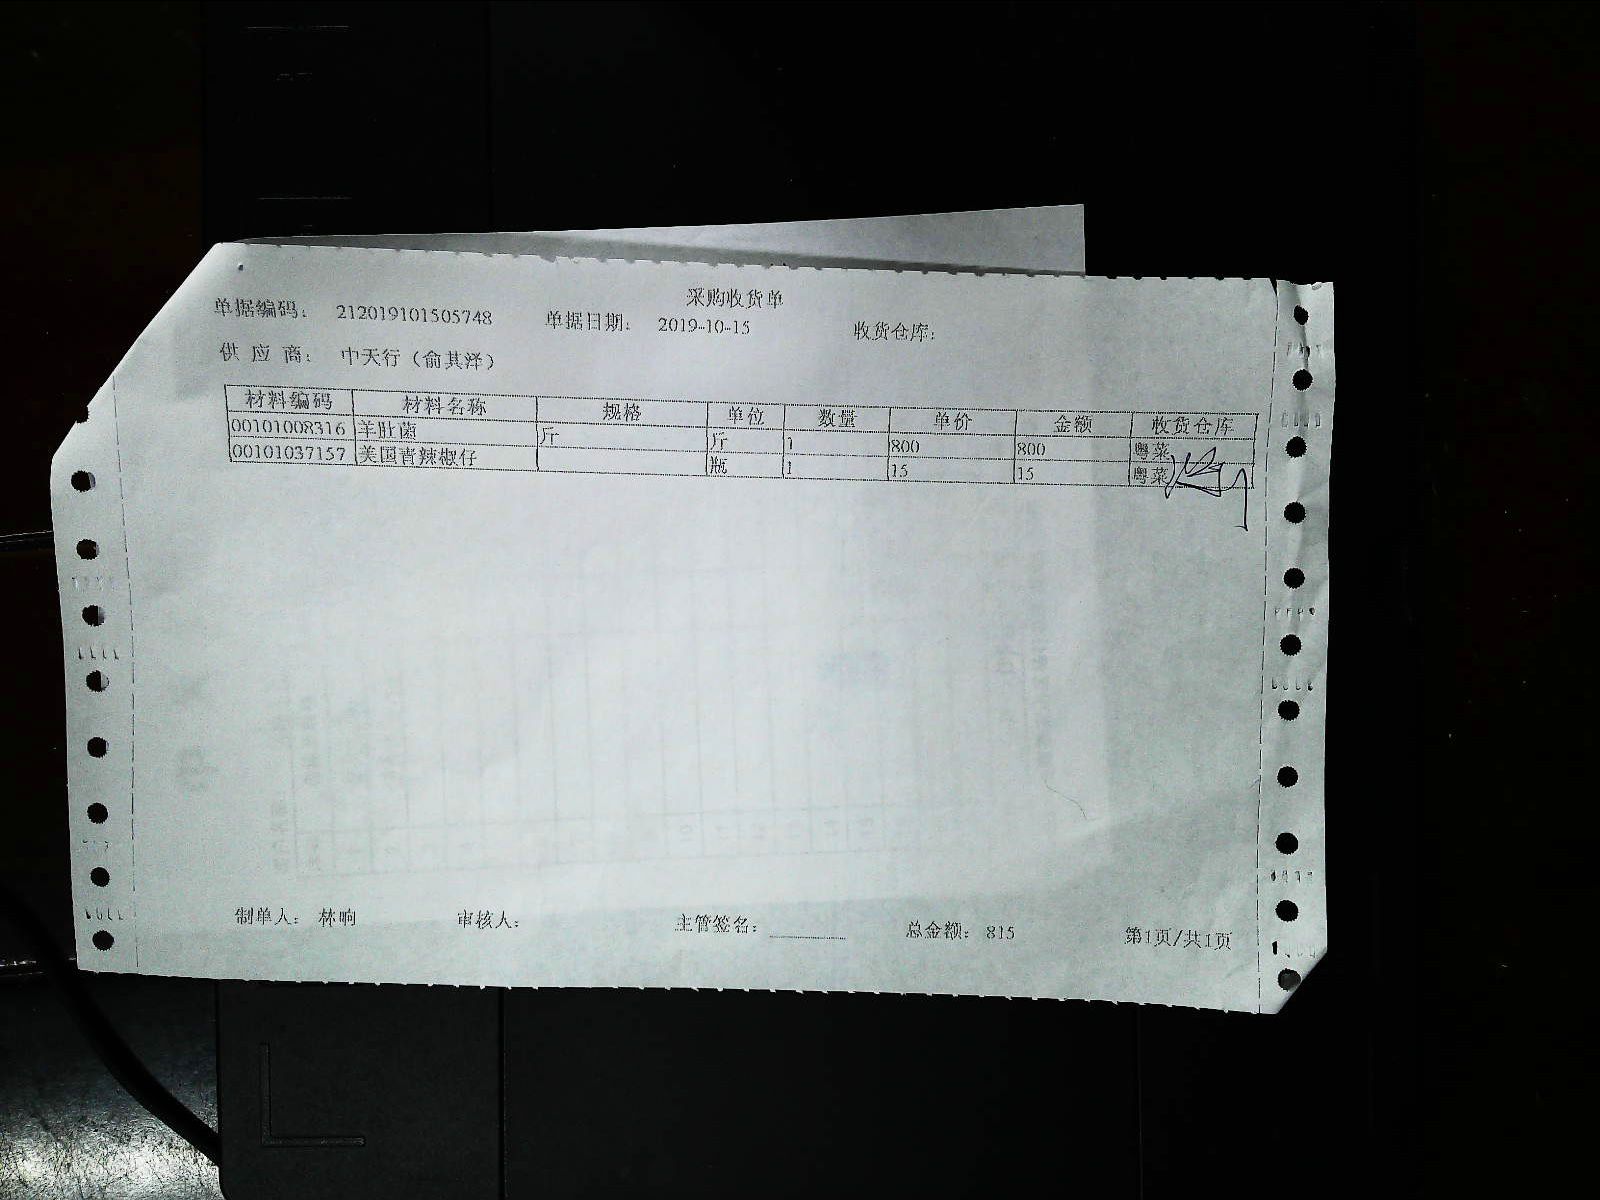 采购收货单
单据编码: 212019101505748 单据日期: 2019-10-15 收货仓库:
供 应 商: 中天行（俞其泽）
材料编码 材料名称 规格 单位 数量 单价 金额 收货仓库
00101008316 羊肚菌 斤 斤 1 800 800 粤菜
00101037157 美国青辣椒仔 瓶 1 15 15 粤菜
制单人: 林响 审核人: 主管签名: 总金额: 815 第1页/共1页